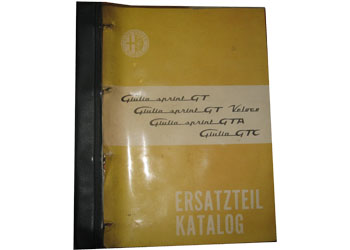 Giulia sprint GT
Giulia sprint GT Veloce
Giulia sprint GTA
Giulia GTC
ERSATZTEIL
KATALOG